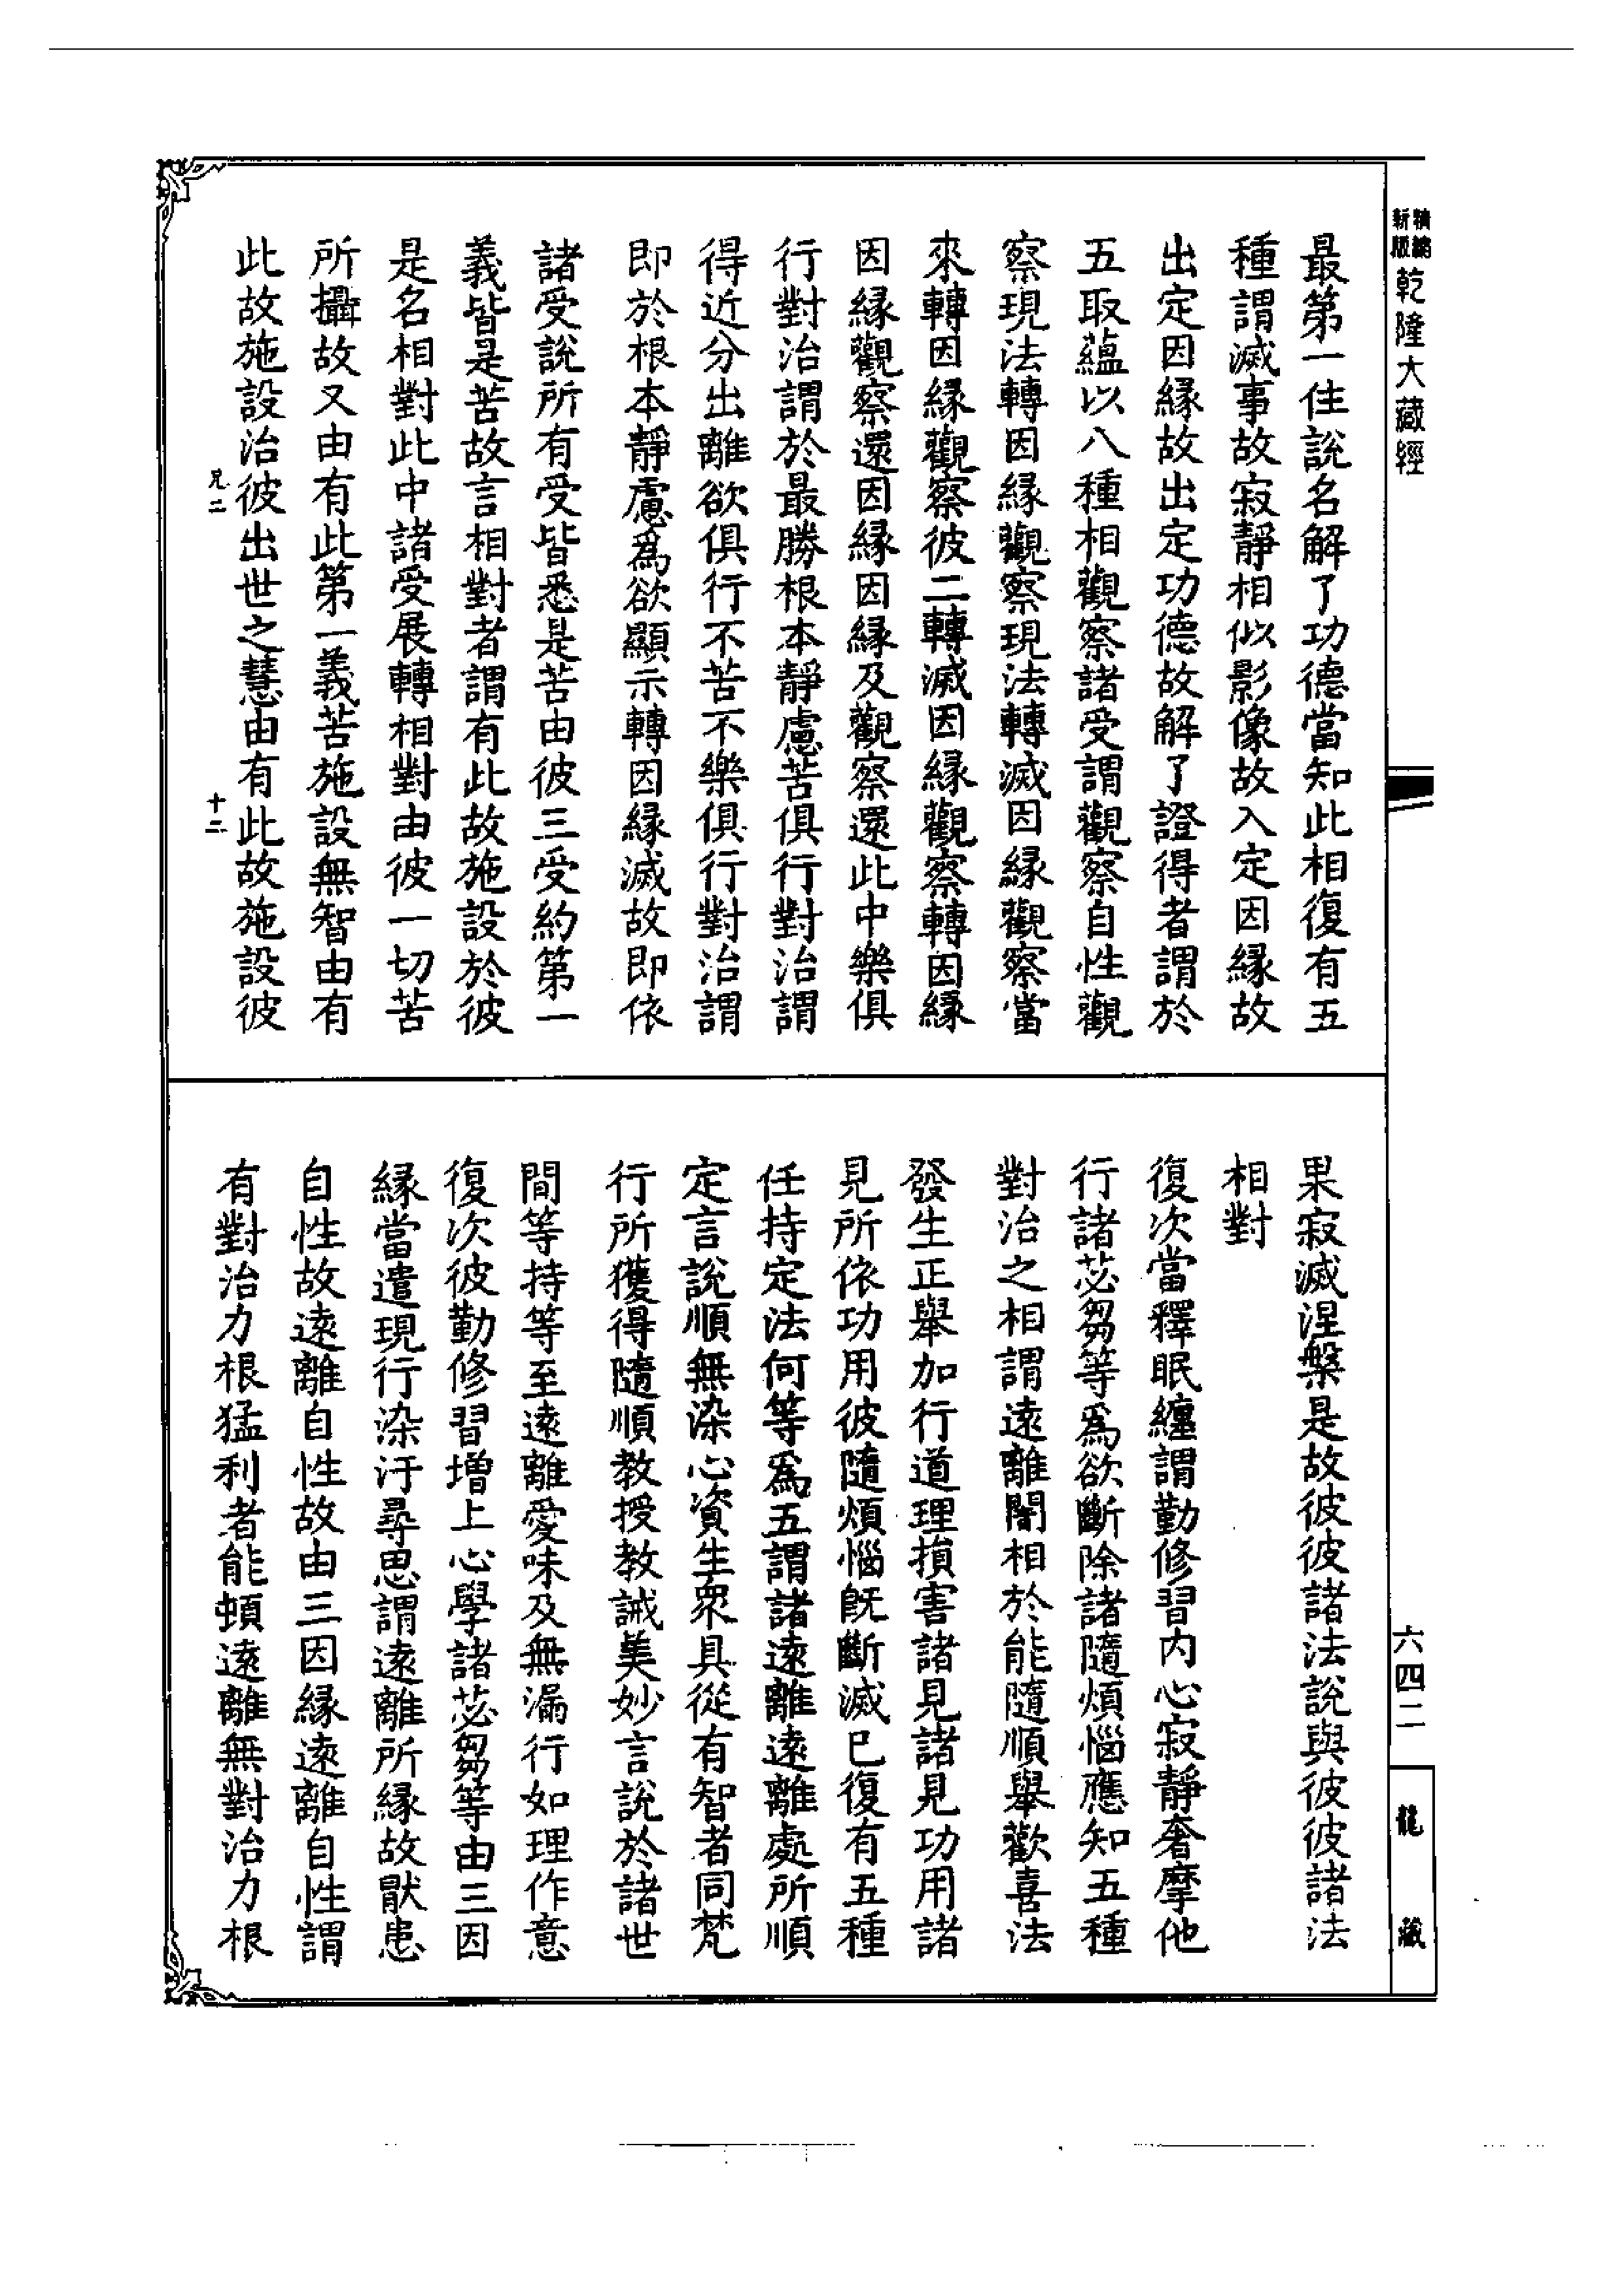 精縮新版乾隆大藏經
最第一住說名解了功德當知此相復有五
種謂滅事故寂靜相似影像故入定因緣故
出定因緣故出定功德故解了證得者謂於
五取蘊以八種相觀察諸受謂觀察自性觀
察現法轉因緣觀察現法轉滅因緣觀察當
來轉因緣觀察彼二轉滅因緣觀察轉因緣
因緣觀察還因緣因緣及觀察還此中樂俱
行對治謂於最勝根本靜慮苦俱行對治謂
得近分出離欲俱行不苦不樂俱行對治謂
即於根本靜慮爲欲顯示轉因緣滅故即依
諸受說所有受皆悉是苦由彼三受約第一
義皆是苦故言相對者謂有此故施設於彼
是名相對此中諸受展轉相對由彼一切苦
所攝故又由有此第一義苦施設無智由有
此故施設治彼出世之慧由有此故施設彼
兄二 十二
果寂滅涅槃是故彼彼諸法說與彼彼諸法
相對
復次當釋眠纏謂勤修習內心寂靜奢摩他
行諸苾芻等爲欲斷除諸隨煩惱應知五種
對治之相謂遠離闇相於能隨順舉歡喜法
發生正舉加行道理損害諸見諸見功用諸
見所依功用彼隨煩惱旣斷滅已復有五種
任持定法何等爲五謂諸遠離遠離處所順
定言說順無染心資生衆具從有智者同梵
行所獲得隨順教授教誡美妙言說於諸世
間等持等至遠離愛味及無漏行如理作意
復次彼勤修習增上心學諸苾芻等由三因
緣當遣現行染汙尋思謂遠離所緣故厭患
自性故遠離自性故由三因緣遠離自性謂
有對治力根猛利者能頓遠離無對治力根
六四二
龍藏